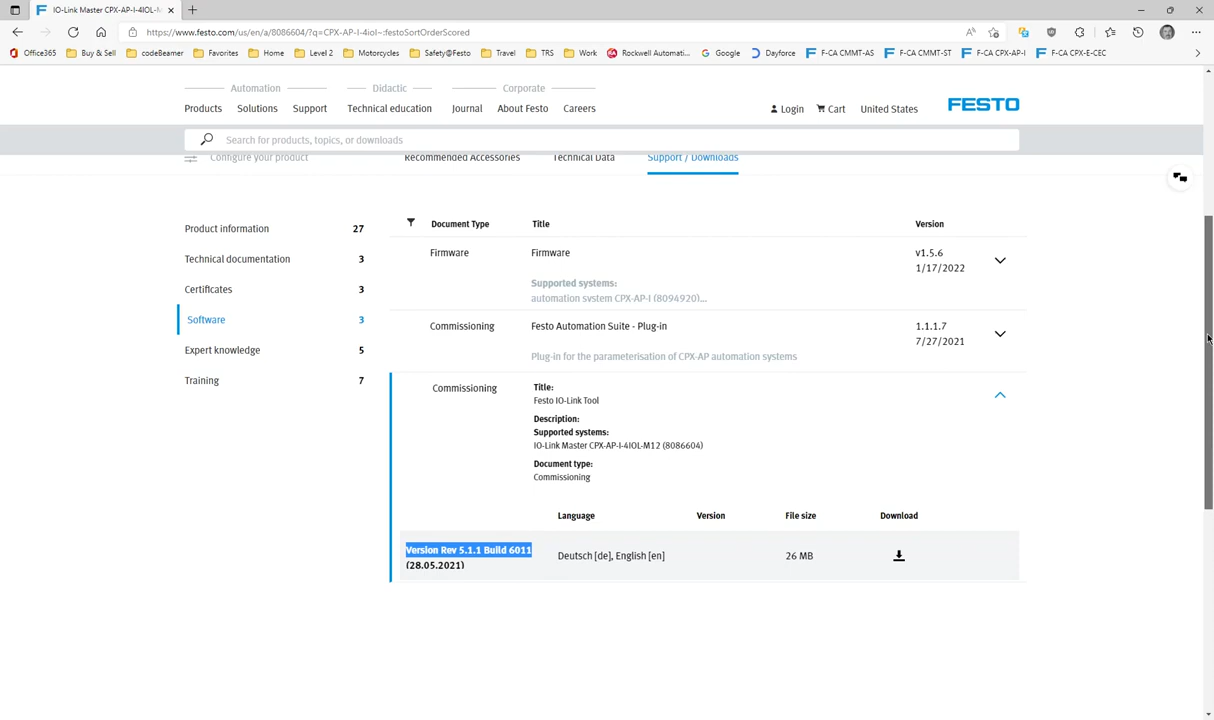 IO-Link Master CPX-AP-I-4IOL-M
https://www.festo.com/us/en/a/8086604/?q=CPX-AP-I-4iol~:festoSortOrderScored
Office365 Buy & Sell codeBeamer Favorites Home Level 2 Motorcycles Safety@Festo Travel TRS Work Rockwell Automati... Google Dayforce F-CA CMMT-AS F-CA CMMT-ST F-CA CPX-AP-I F-CA CPX-E-CEC
Automation Didactic Corporate
Products Solutions Support Technical education Journal About Festo Careers Login Cart United States FESTO
Search for products, topics, or downloads
Configure your product Recommended Accessories Technical Data Support / Downloads
Product information 27
Technical documentation 3
Certificates 3
Software 3
Expert knowledge 5
Training 7
Document Type Title Version
Firmware Firmware v1.5.6
1/17/2022
Supported systems:
automation system CPX-AP-I (8094920)...
Commissioning Festo Automation Suite - Plug-in 1.1.1.7
7/27/2021
Plug-in for the parameterisation of CPX-AP automation systems
Commissioning Title:
Festo IO-Link Tool
Description:
Supported systems:
IO-Link Master CPX-AP-I-4IOL-M12 (8086604)
Document type:
Commissioning
Language Version File size Download
Version Rev 5.1.1 Build 6011
(28.05.2021)
Deutsch [de], English [en] 26 MB